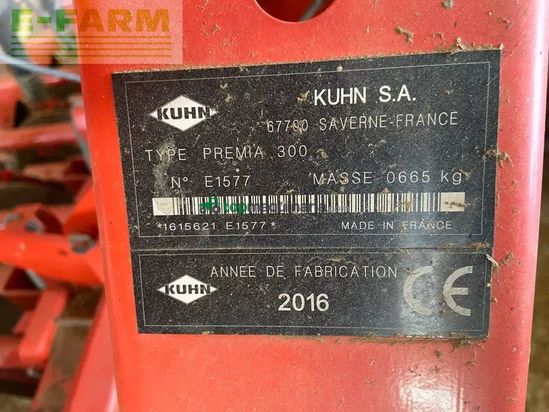 E-FARM
KUHN
KUHN S.A.
67700 SAVERNE-FRANCE
TYPE PREMIA 300
N° E1577 MASSE 0665 kg
*1615621 E1577* MADE IN FRANCE
KUHN
ANNEE DE FABRICATION
2016 CE